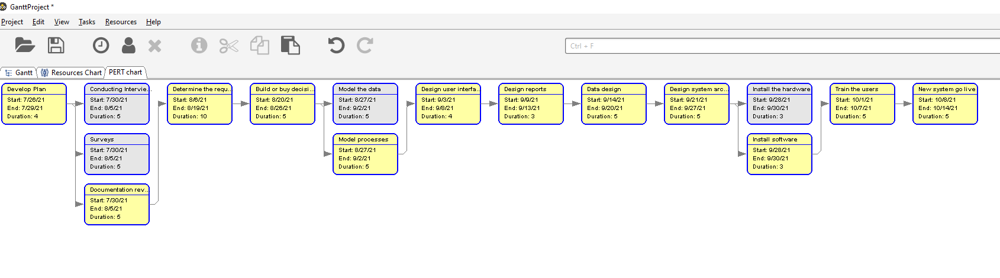 GanttProject *
Project Edit View Tasks Resources Help
Ctrl + F
Gantt Resources Chart PERT chart
Develop Plan
Start: 7/26/21
End: 7/29/21
Duration: 4
Conducting Intervie...
Start: 7/30/21
End: 8/5/21
Duration: 5
Surveys
Start: 7/30/21
End: 8/5/21
Duration: 5
Documentation rev...
Start: 7/30/21
End: 8/5/21
Duration: 5
Determine the requ...
Start: 8/6/21
End: 8/19/21
Duration: 10
Build or buy decisi...
Start: 8/20/21
End: 8/26/21
Duration: 5
Model the data
Start: 8/27/21
End: 9/2/21
Duration: 5
Model processes
Start: 8/27/21
End: 9/2/21
Duration: 5
Design user interfa...
Start: 9/3/21
End: 9/8/21
Duration: 4
Design reports
Start: 9/9/21
End: 9/13/21
Duration: 3
Data design
Start: 9/14/21
End: 9/20/21
Duration: 5
Design system arc...
Start: 9/21/21
End: 9/27/21
Duration: 5
Install the hardware
Start: 9/28/21
End: 9/30/21
Duration: 3
Install software
Start: 9/28/21
End: 9/30/21
Duration: 3
Train the users
Start: 10/1/21
End: 10/7/21
Duration: 5
New system go live
Start: 10/8/21
End: 10/14/21
Duration: 5